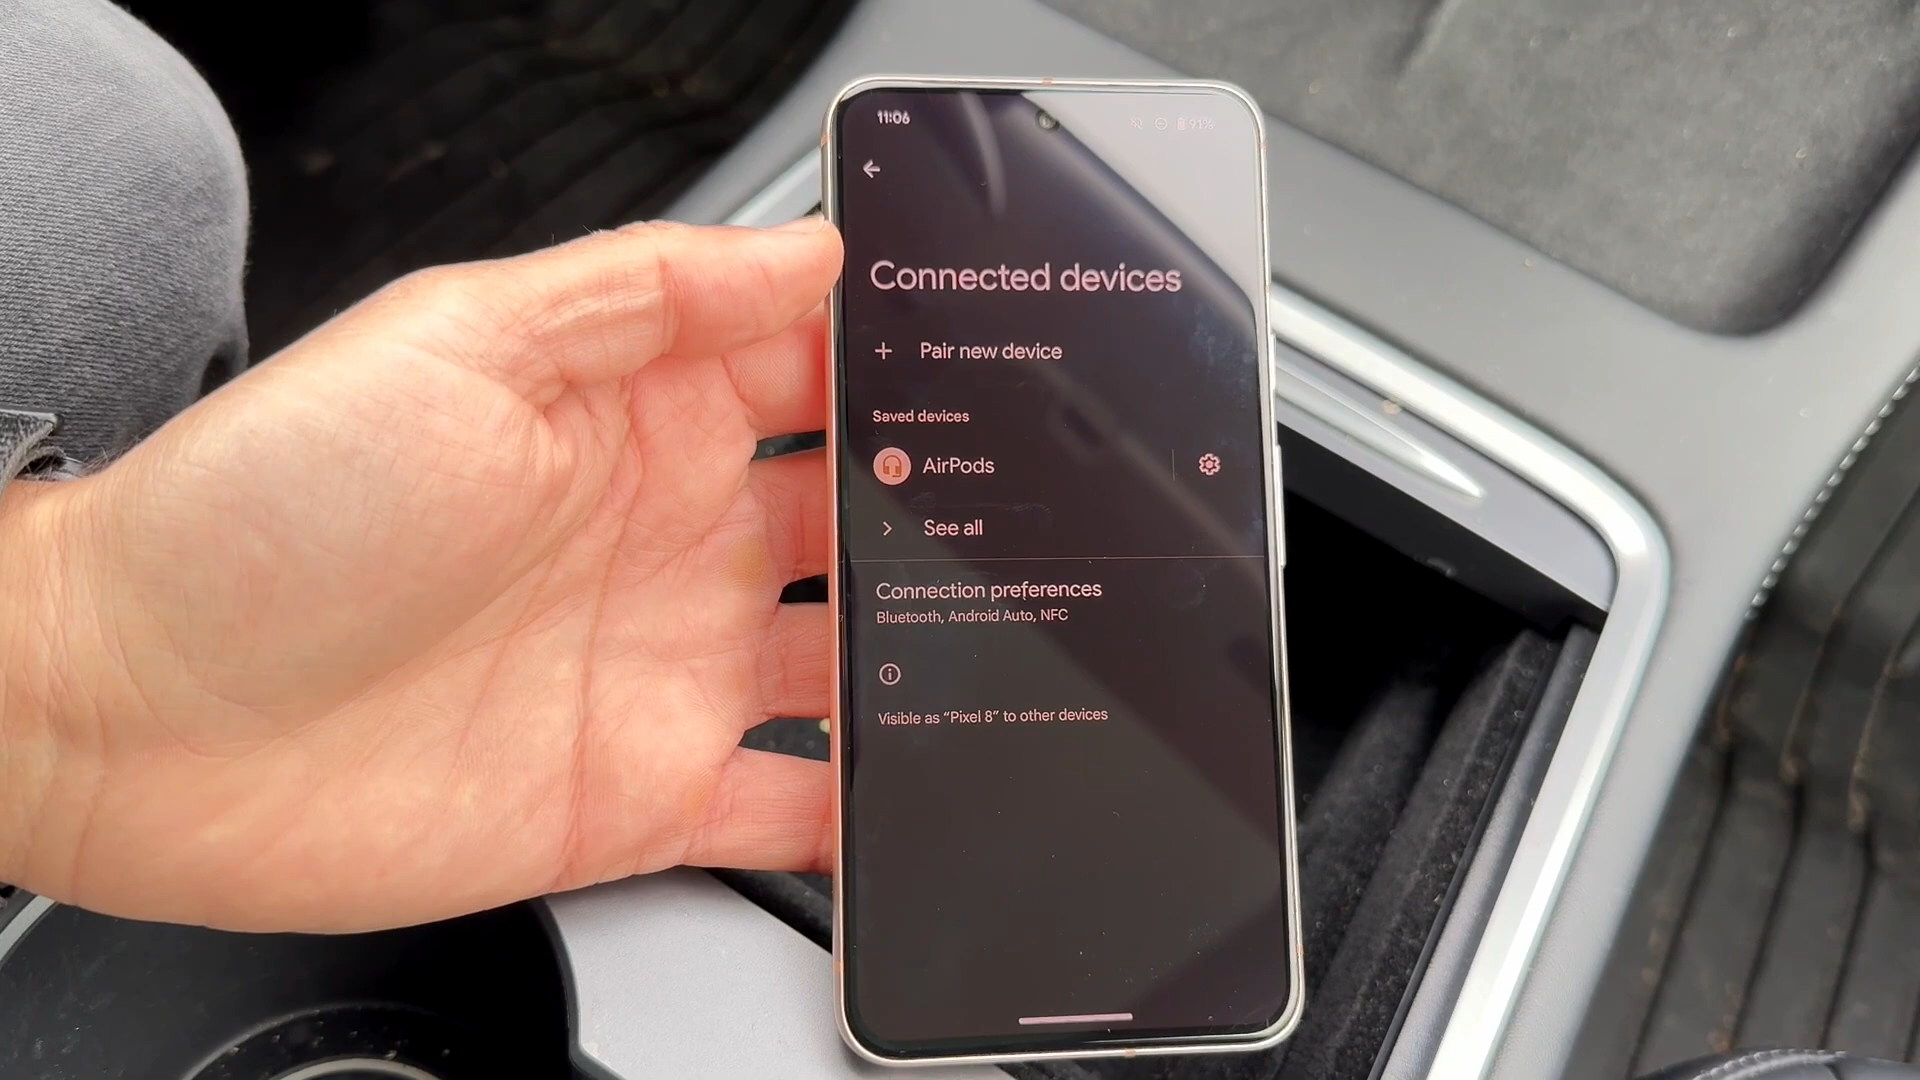 11:06
91%
Connected devices
+ Pair new device
Saved devices
AirPods
See all
Connection preferences
Bluetooth, Android Auto, NFC
Visible as “Pixel 8” to other devices